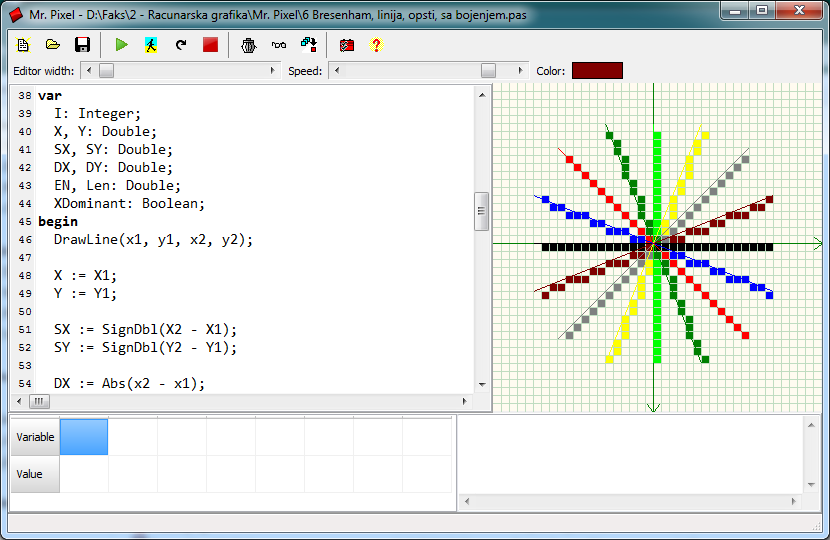 Mr. Pixel - D:\Faks\2 - Racunarska grafika\Mr. Pixel\6 Bresenham, linija, opsti, sa bojenjem.pas
Editor width: Speed: Color:
38 var
39 I: Integer;
40 X, Y: Double;
41 SX, SY: Double;
42 DX, DY: Double;
43 EN, Len: Double;
44 XDominant: Boolean;
45 begin
46 DrawLine(x1, y1, x2, y2);
47
48 X := X1;
49 Y := Y1;
50
51 SX := SignDbl(X2 - X1);
52 SY := SignDbl(Y2 - Y1);
53
54 DX := Abs(x2 - x1);
Variable
Value